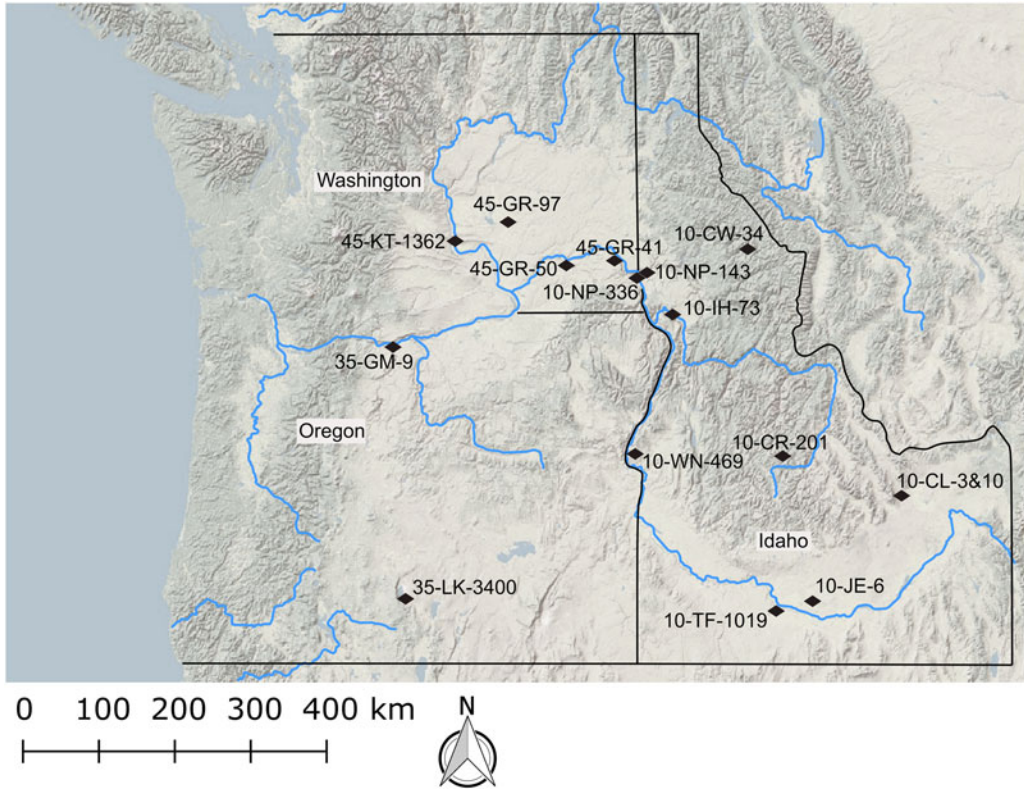 Washington
45-GR-97
45-KT-1362
45-GR-41
10-CW-34
45-GR-50
10-NP-143
10-NP-336
10-IH-73
35-GM-9
Oregon
10-CR-201
10-WN-469
10-CL-3&10
Idaho
35-LK-3400
10-JE-6
10-TF-1019
0 100 200 300 400 km
N